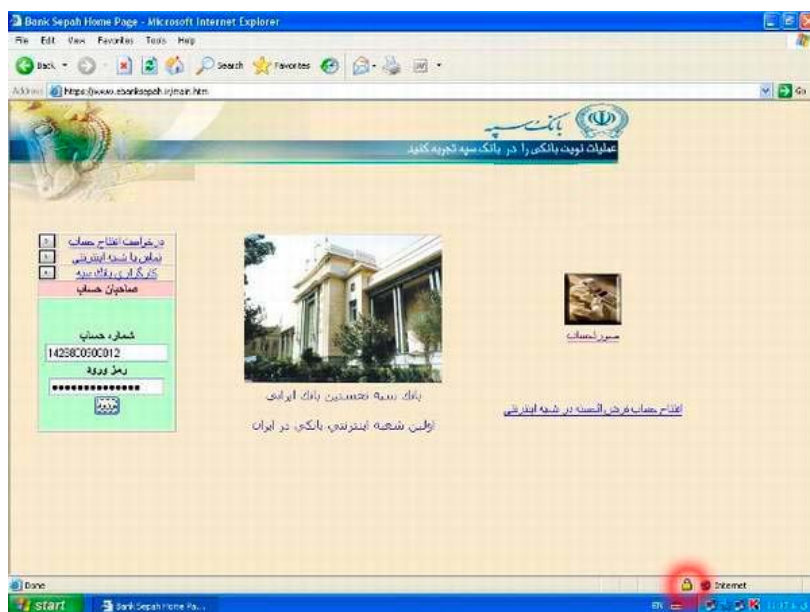 Bank Sepah Home Page - Microsoft Internet Explorer
File Edit View Favorites Tools Help
Back Search Favorites
Address https://www.ebanksepah.ir/main.htm Go
بانک سپه
عملیات نوین بانکی را در بانک سپه تجربه کنید
درخواست افتتاح حساب
تماس با شعبه اینترنتی
کارگزاری بانک سپه
صاحبان حساب
شماره حساب
رمز ورود
ورود
بانک سپه نخستین بانک ایرانی
اولین شعبه اینترنتی بانکی در ایران
صورتحساب
افتتاح حساب قرض الحسنه در شعبه اینترنتی
Done Internet
start Bank Sepah Home Pa... EN